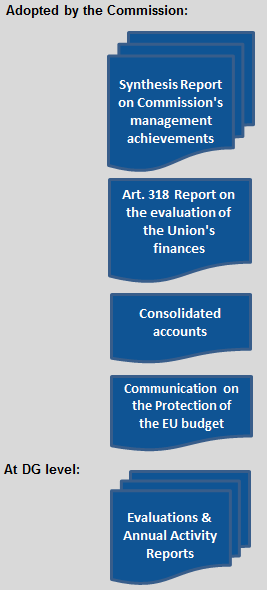 Adopted by the Commission:
Synthesis Report
on Commission's
management
achievements
Art. 318 Report on
the evaluation of
the Union's
finances
Consolidated
accounts
Communication on
the Protection of
the EU budget
At DG level:
Evaluations &
Annual Activity
Reports